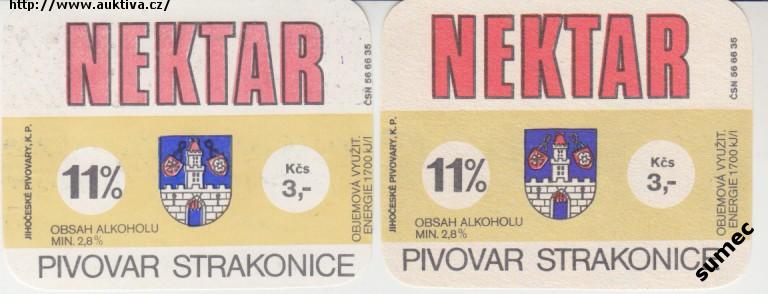 http://www.auktiva.cz/
NEKTAR
ČSN 56 66 35
JIHOČESKÉ PIVOVARY, K.P.
11%
Kčs
3,-
OBSAH ALKOHOLU
MIN. 2,8%
OBJEMOVÁ VYUŽIT.
ENERGIE 1700 kJ/l
PIVOVAR STRAKONICE
NEKTAR
ČSN 56 66 35
JIHOČESKÉ PIVOVARY, K.P.
11%
Kčs
3,-
OBSAH ALKOHOLU
MIN. 2,8%
OBJEMOVÁ VYUŽIT.
ENERGIE 1700 kJ/l
PIVOVAR STRAKONICE
sumec